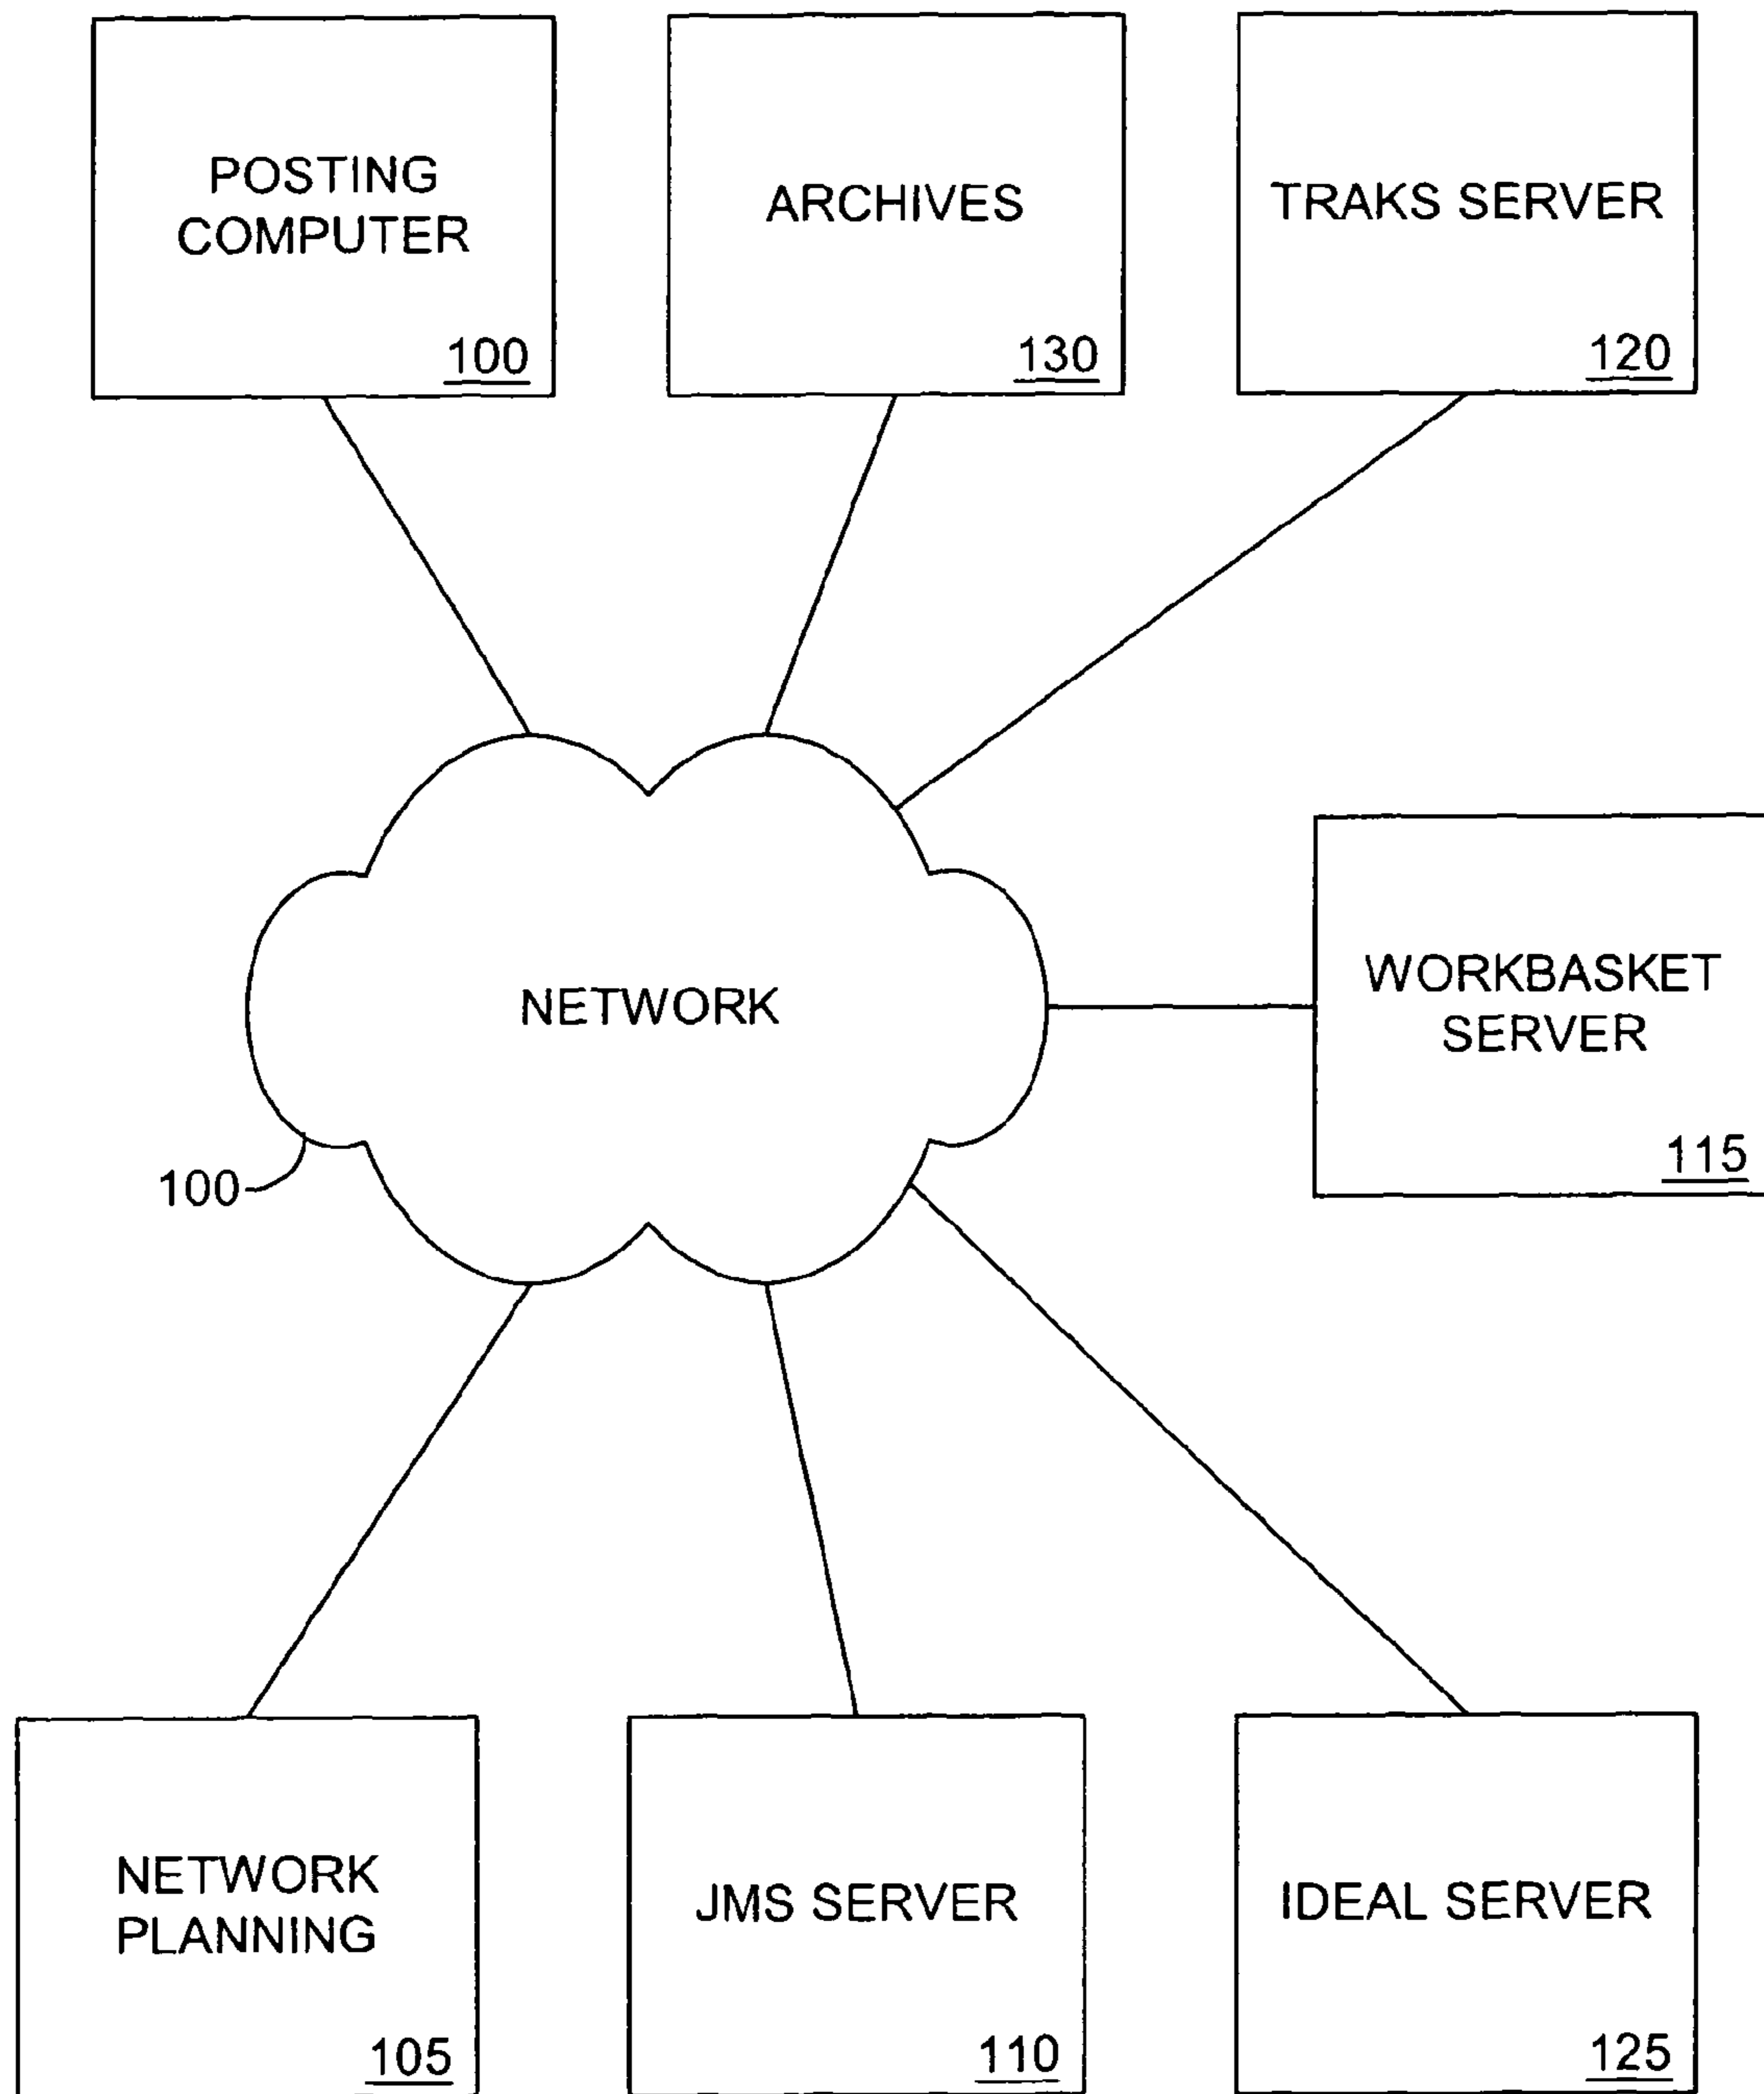 POSTING
COMPUTER
100
ARCHIVES
130
TRAKS SERVER
120
NETWORK
100
WORKBASKET
SERVER
115
NETWORK
PLANNING
105
JMS SERVER
110
IDEAL SERVER
125